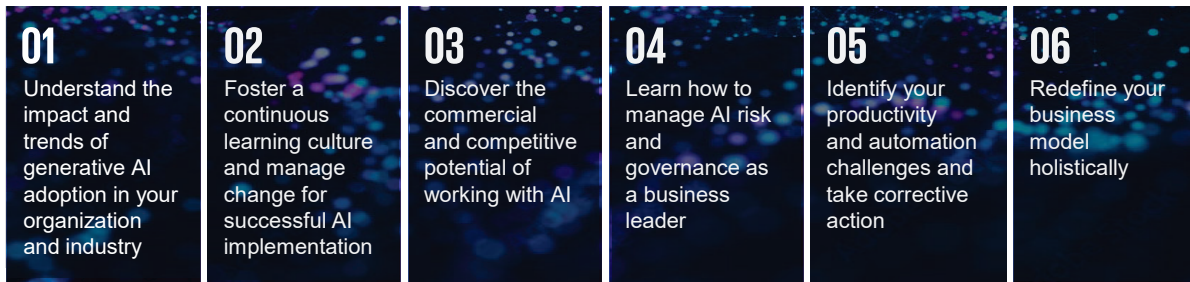 01
Understand the
impact and
trends of
generative AI
adoption in your
organization
and industry
02
Foster a
continuous
learning culture
and manage
change for
successful AI
implementation
03
Discover the
commercial
and competitive
potential of
working with AI
04
Learn how to
manage AI risk
and
governance as
a business
leader
05
Identify your
productivity
and automation
challenges and
take corrective
action
06
Redefine your
business
model
holistically